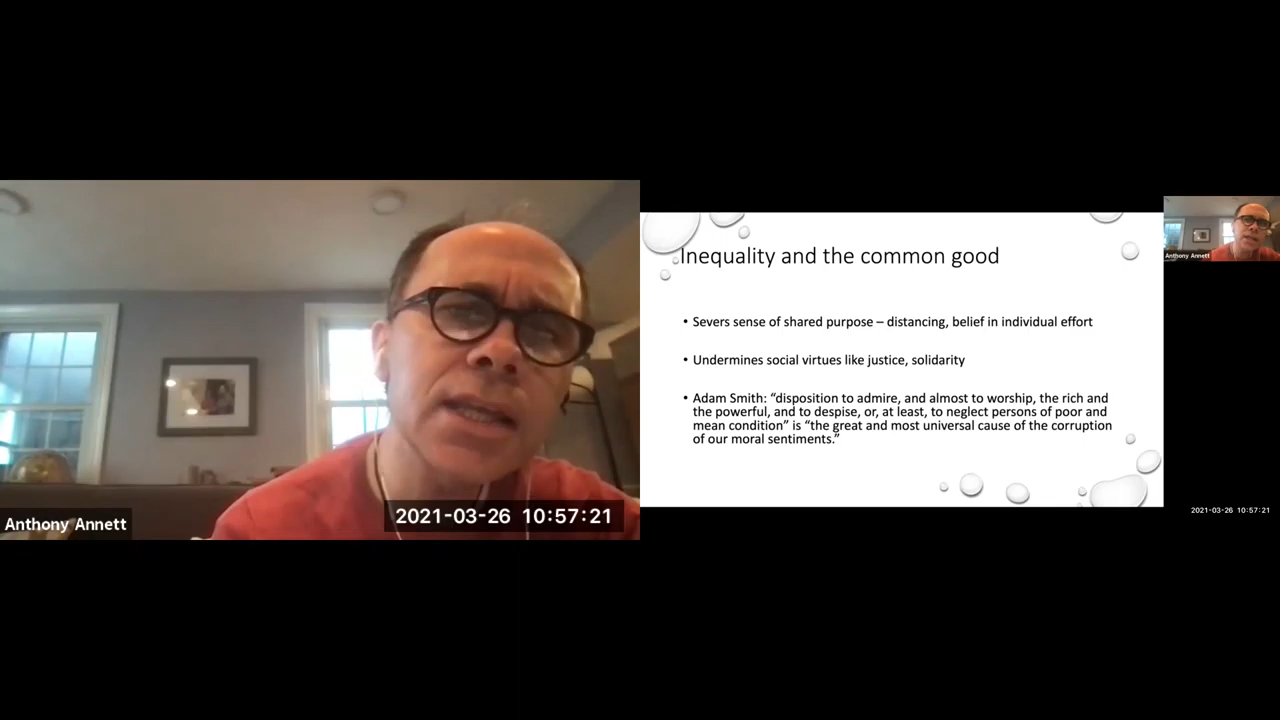 Anthony Annett
2021-03-26 10:57:21
Inequality and the common good
• Severs sense of shared purpose – distancing, belief in individual effort
• Undermines social virtues like justice, solidarity
• Adam Smith: “disposition to admire, and almost to worship, the rich and
the powerful, and to despise, or, at least, to neglect persons of poor and
mean condition” is “the great and most universal cause of the corruption
of our moral sentiments.”
Anthony Annett
2021-03-26 10:57:21